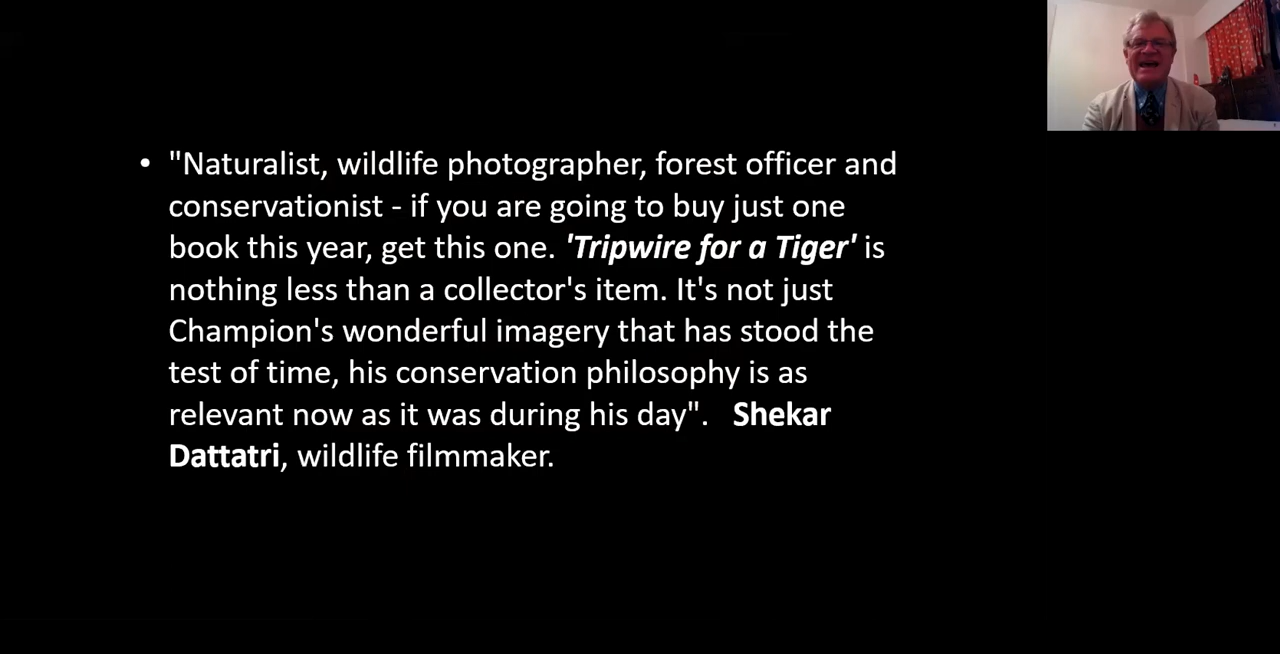 • "Naturalist, wildlife photographer, forest officer and
conservationist - if you are going to buy just one
book this year, get this one. 'Tripwire for a Tiger' is
nothing less than a collector's item. It's not just
Champion's wonderful imagery that has stood the
test of time, his conservation philosophy is as
relevant now as it was during his day".   Shekar
Dattatri, wildlife filmmaker.